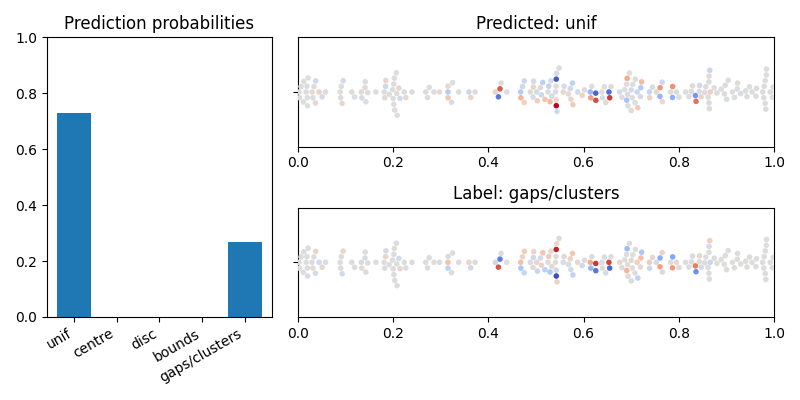 Prediction probabilities
1.0
0.8
0.6
0.4
0.2
0.0
unif
centre
disc
bounds
gaps/clusters
Predicted: unif
0.0 0.2 0.4 0.6 0.8 1.0
Label: gaps/clusters
0.0 0.2 0.4 0.6 0.8 1.0